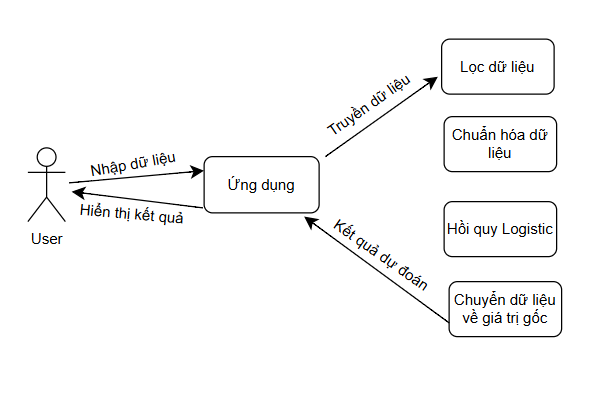 Nhập dữ liệu
Hiển thị kết quả
User
Ứng dụng
Truyền dữ liệu
Kết quả dự đoán
Lọc dữ liệu
Chuẩn hóa dữ
liệu
Hồi quy Logistic
Chuyển dữ liệu
về giá trị gốc